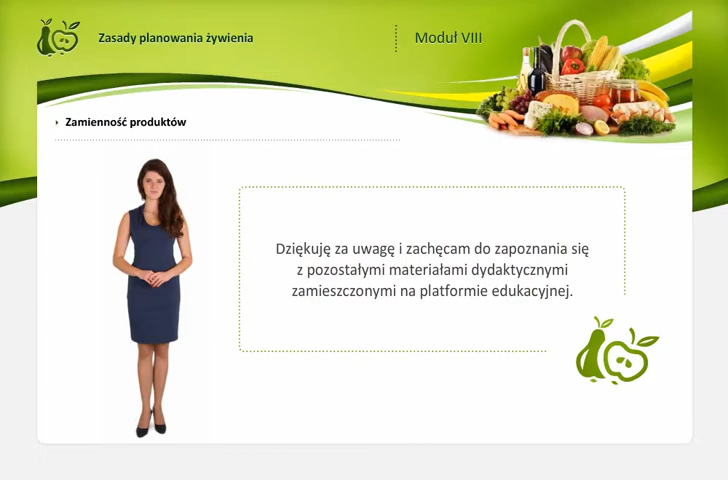 Zasady planowania żywienia
Moduł VIII
Zamienność produktów
Dziękuję za uwagę i zachęcam do zapoznania się
z pozostałymi materiałami dydaktycznymi
zamieszczonymi na platformie edukacyjnej.